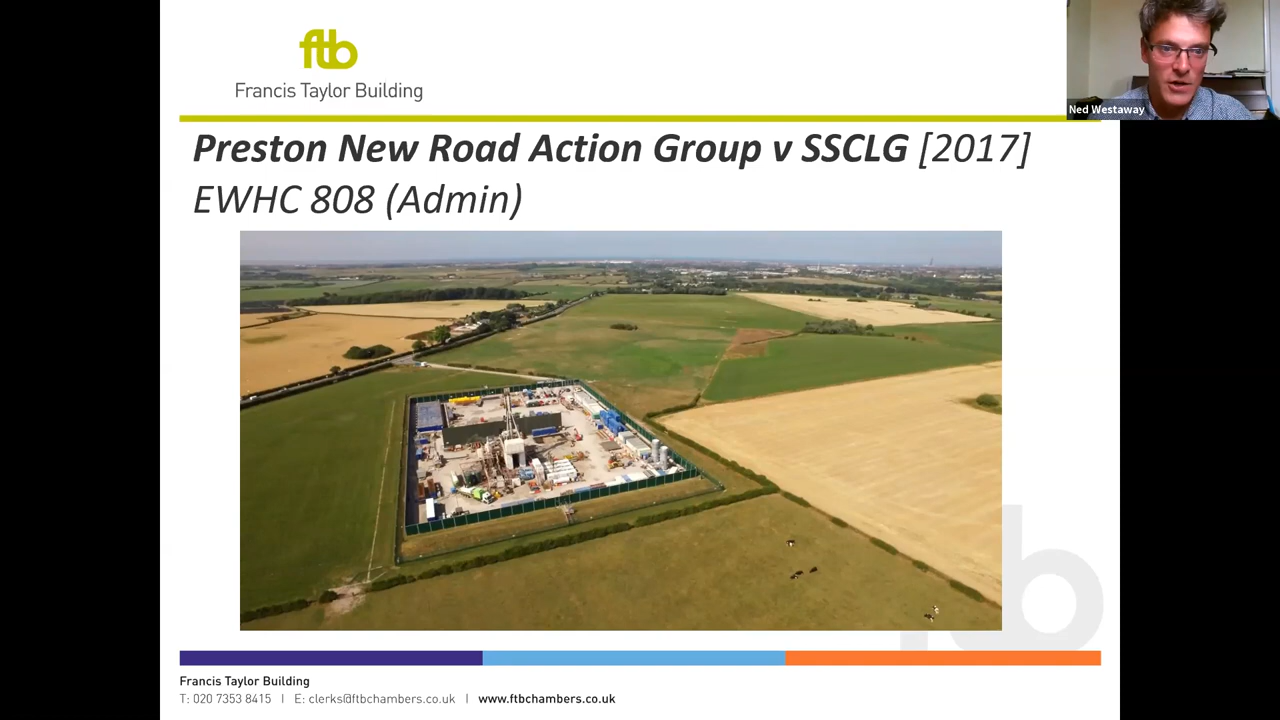 ftb
Francis Taylor Building
Ned Westaway
Preston New Road Action Group v SSCLG [2017]
EWHC 808 (Admin)
ftb
Francis Taylor Building
T: 020 7353 8415 | E: clerks@ftbchambers.co.uk | www.ftbchambers.co.uk